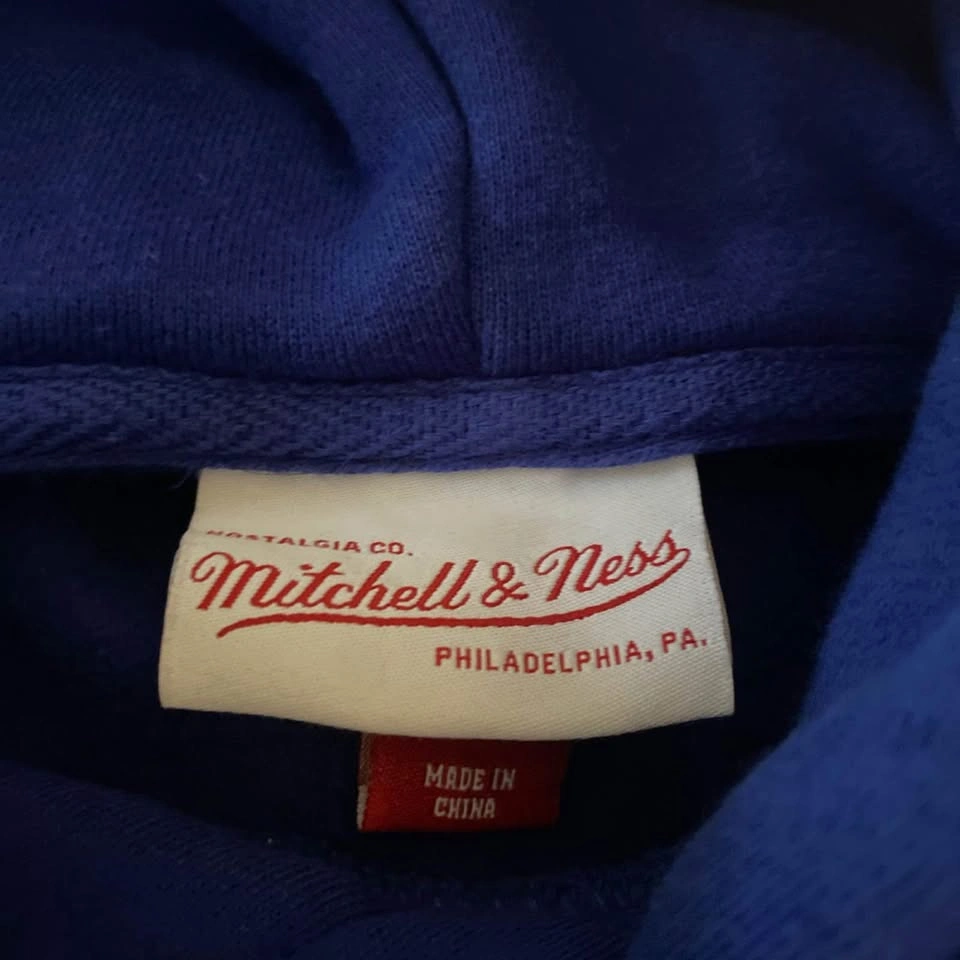 NOSTALGIA CO.
Mitchell & Ness
PHILADELPHIA, PA.
MADE IN
CHINA